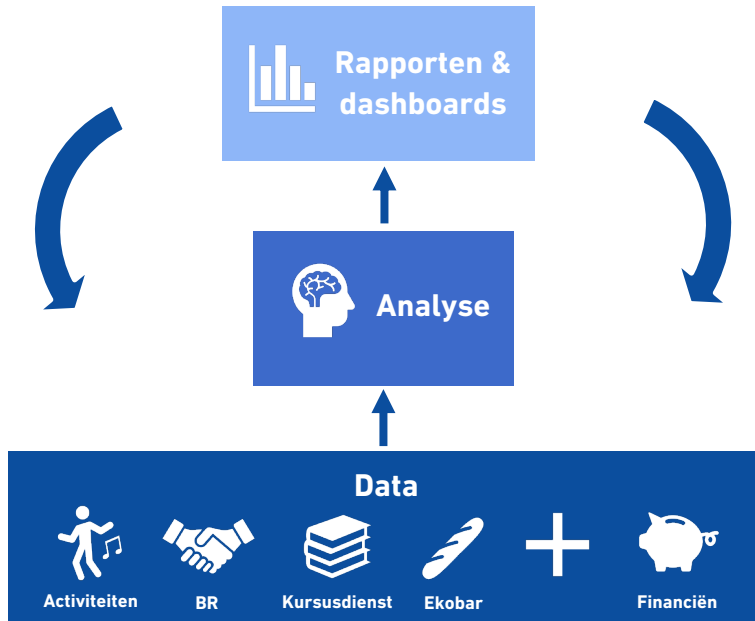 Rapporten &
dashboards
Analyse
Data
Activiteiten
BR
Kursusdienst
Ekobar
Financiën